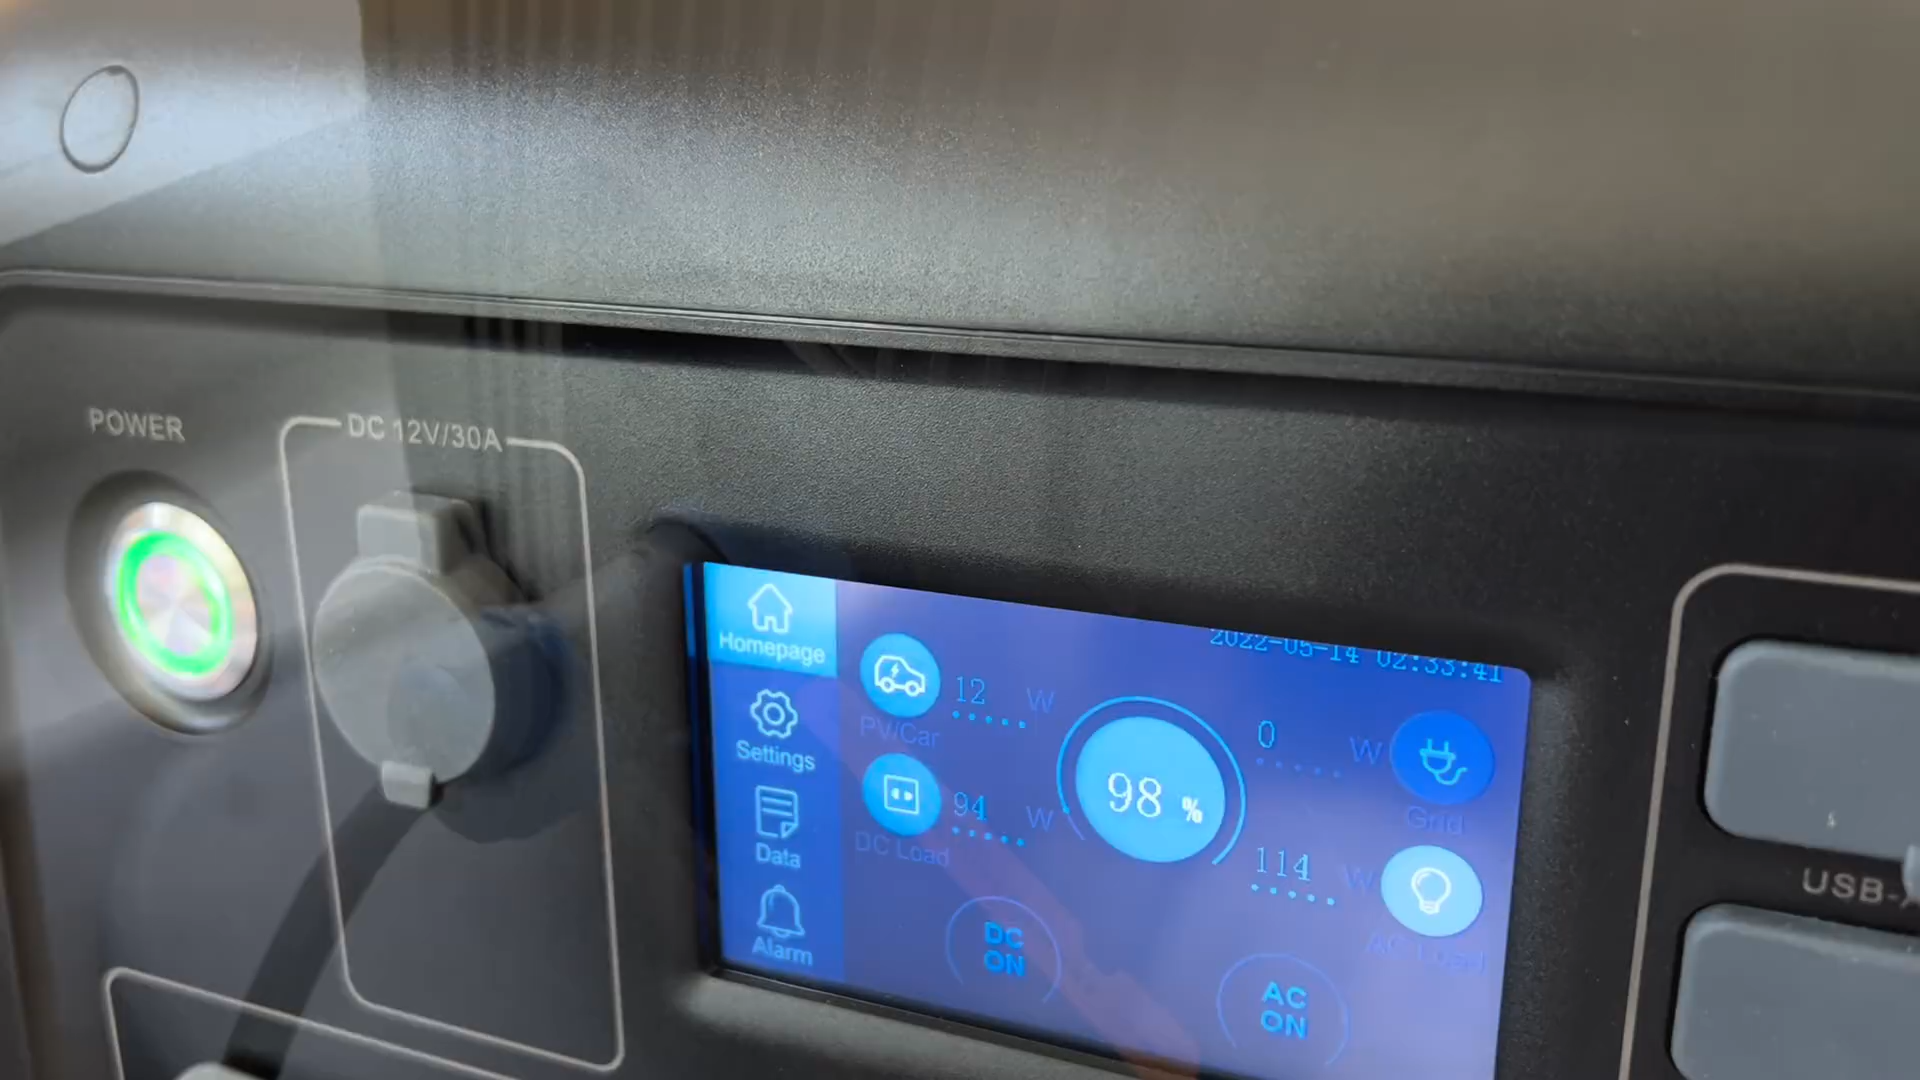 POWER
DC 12V/30A
Homepage
2022-05-14 02:33:41
12 W
PV/Car
0 W
Settings
98 %
Grid
94 W
DC Load
114 W
Data
AC Load
USB-A
DC
ON
Alarm
AC
ON